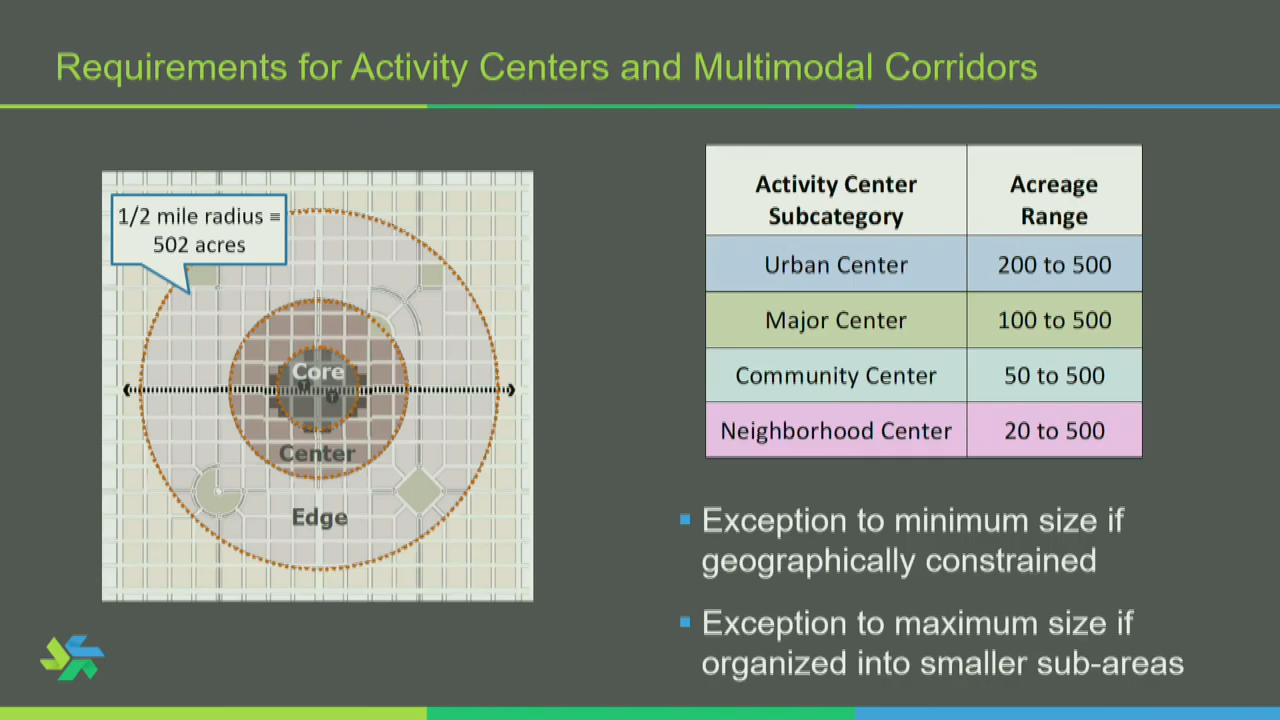 Requirements for Activity Centers and Multimodal Corridors
1/2 mile radius =
502 acres
Core
T
T
Center
Edge
Activity Center
Subcategory
Acreage
Range
Urban Center
200 to 500
Major Center
100 to 500
Community Center
50 to 500
Neighborhood Center
20 to 500
Exception to minimum size if
geographically constrained
Exception to maximum size if
organized into smaller sub-areas